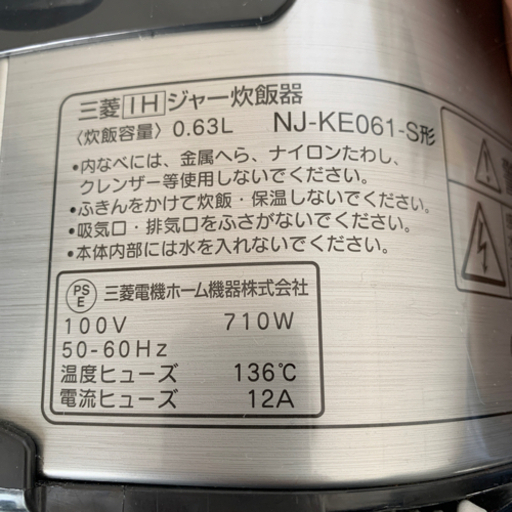 三菱IHジャー炊飯器
〈炊飯容量〉0.63L NJ-KE061-S形
•内なべには、金属へら、ナイロンたわし、
クレンザー等使用しないでください。
•ふきんをかけて炊飯・保温しないでください。
•吸気口・排気口をふさがないでください。
•本体内部には水を入れないでください。
PS
E 三菱電機ホーム機器株式会社
100V 710W
50-60Hz
温度ヒューズ 136℃
電流ヒューズ 12A